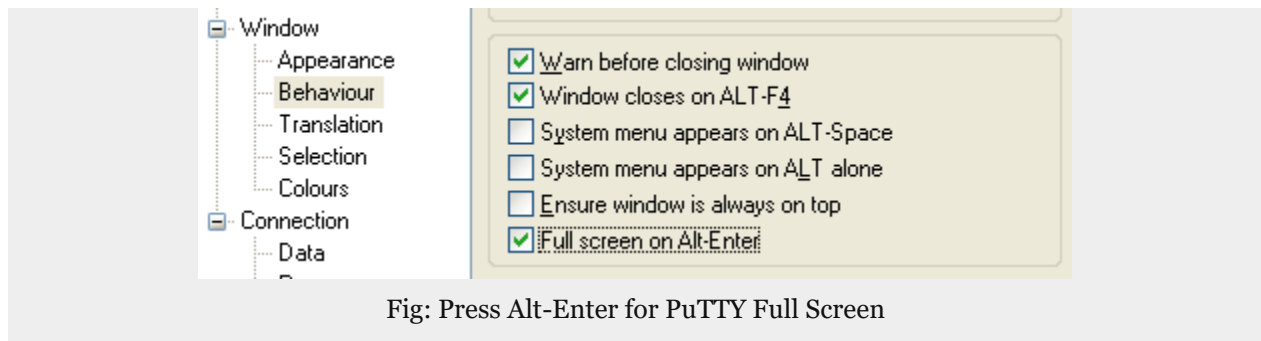 Window
Appearance
Behaviour
Translation
Selection
Colours
Connection
Data
Warn before closing window
Window closes on ALT-F4
System menu appears on ALT-Space
System menu appears on ALT alone
Ensure window is always on top
Full screen on Alt-Enter
Fig: Press Alt-Enter for PuTTY Full Screen